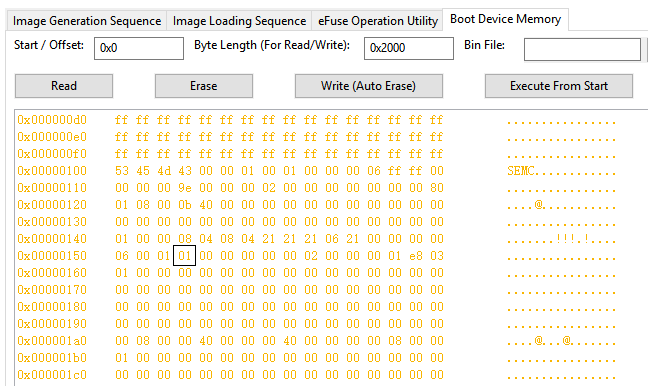 Image Generation Sequence Image Loading Sequence eFuse Operation Utility Boot Device Memory
Start / Offset: 0x0 Byte Length (For Read/Write): 0x2000 Bin File:
Read Erase Write (Auto Erase) Execute From Start
0x000000d0 ff ff ff ff ff ff ff ff ff ff ff ff ff ff ff ff ................
0x000000e0 ff ff ff ff ff ff ff ff ff ff ff ff ff ff ff ff ................
0x000000f0 ff ff ff ff ff ff ff ff ff ff ff ff ff ff ff ff ................
0x00000100 53 45 4d 43 00 00 01 00 01 00 00 00 06 ff ff 00 SEMC............
0x00000110 00 00 00 9e 00 00 00 02 00 00 00 00 00 00 00 80 ................
0x00000120 01 08 00 0b 40 00 00 00 00 00 00 00 00 00 00 00 ....@...........
0x00000130 00 00 00 00 00 00 00 00 00 00 00 00 00 00 00 00 ................
0x00000140 01 00 00 08 04 08 04 21 21 21 06 21 00 00 00 00 .......!!!.!....
0x00000150 06 00 01 01 00 00 00 00 00 02 00 00 00 01 e8 03 ................
0x00000160 01 00 00 00 00 00 00 00 00 00 00 00 00 00 00 00 ................
0x00000170 00 00 00 00 00 00 00 00 00 00 00 00 00 00 00 00 ................
0x00000180 00 00 00 00 00 00 00 00 00 00 00 00 00 00 00 00 ................
0x00000190 00 00 00 00 00 00 00 00 00 00 00 00 00 00 00 00 ................
0x000001a0 00 08 00 00 40 00 00 00 40 00 00 00 00 08 00 00 ....@...@.......
0x000001b0 01 00 00 00 00 00 00 00 00 00 00 00 00 00 00 00 ................
0x000001c0 00 00 00 00 00 00 00 00 00 00 00 00 00 00 00 00 ................